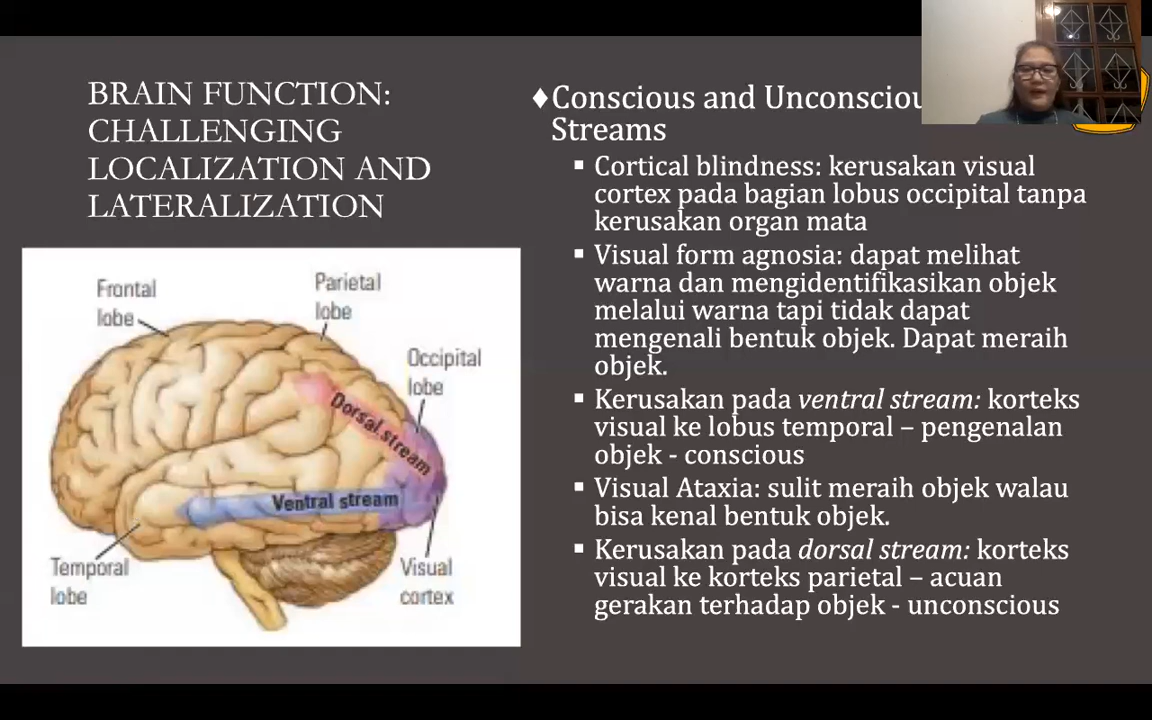 BRAIN FUNCTION:
CHALLENGING
LOCALIZATION AND
LATERALIZATION
Frontal
lobe
Parietal
lobe
Occipital
lobe
Dorsal stream
Ventral stream
Temporal
lobe
Visual
cortex
♦Conscious and
Streams
▪ Cortical blindness: kerusakan visual
cortex pada bagian lobus occipital tanpa
kerusakan organ mata
▪ Visual form agnosia: dapat melihat
warna dan mengidentifikasikan objek
melalui warna tapi tidak dapat
mengenali bentuk objek. Dapat meraih
objek.
▪ Kerusakan pada ventral stream: korteks
visual ke lobus temporal – pengenalan
objek - conscious
▪ Visual Ataxia: sulit meraih objek walau
bisa kenal bentuk objek.
▪ Kerusakan pada dorsal stream: korteks
visual ke korteks parietal – acuan
gerakan terhadap objek - unconscious